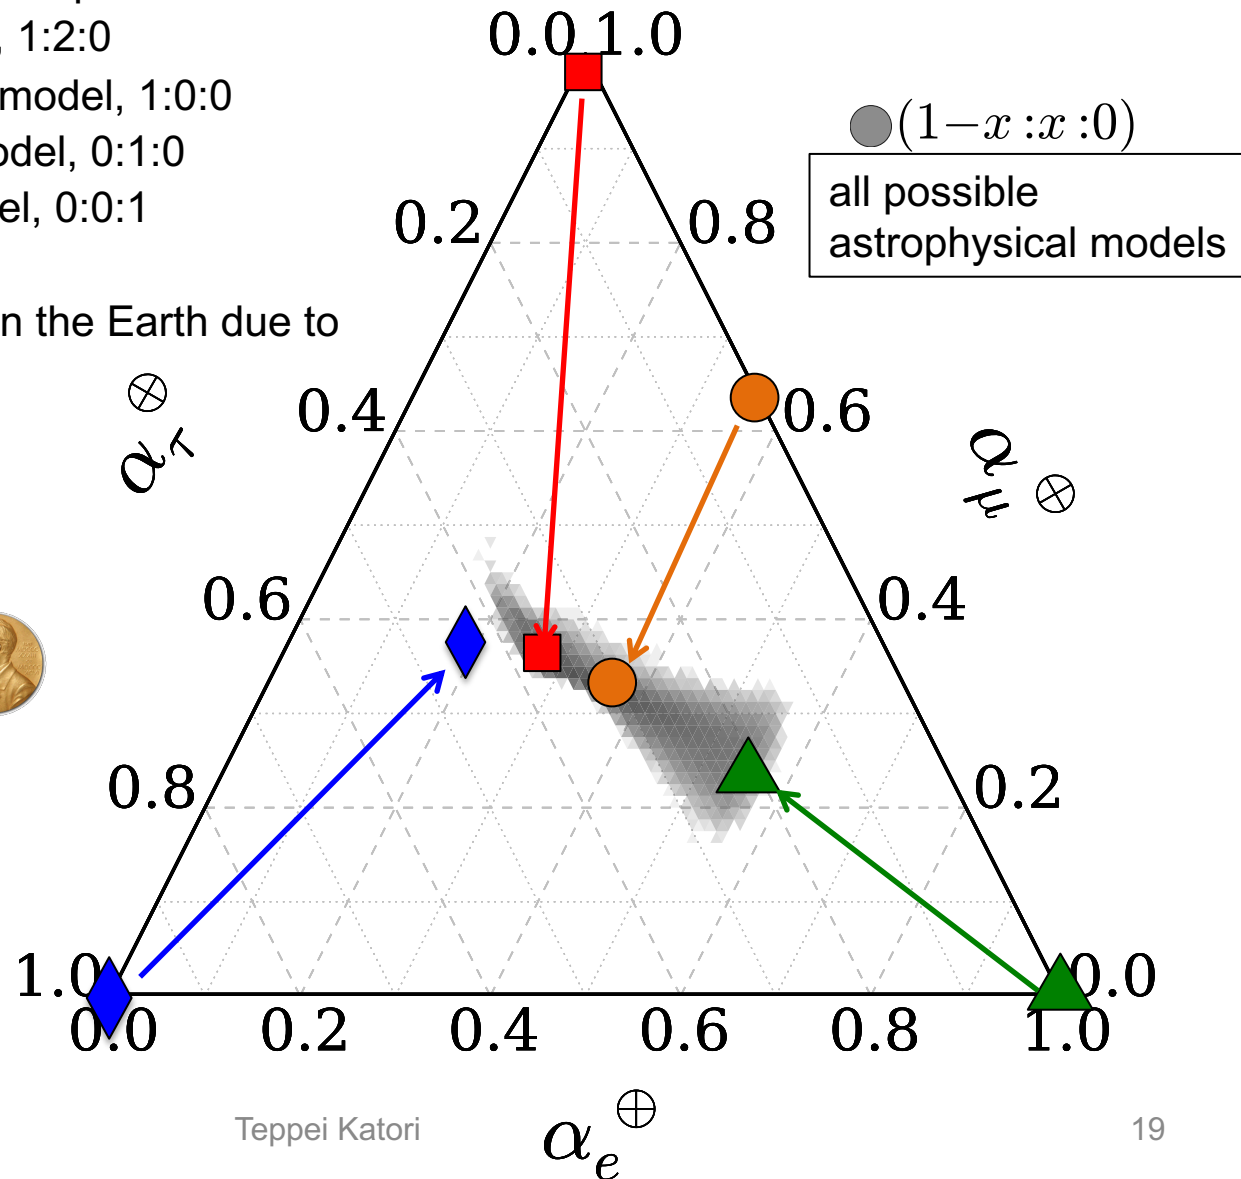 , 1:2:0
model, 1:0:0
odel, 0:1:0
el, 0:0:1
n the Earth due to
(1−x:x:0)
all possible
astrophysical models
0.0 1.0
0.2 0.8
0.4 0.6
0.6 0.4
0.8 0.2
1.0 0.0
0.0 0.2 0.4 0.6 0.8 1.0
α_τ^⊗
α_μ^⊗
α_e^⊕
Teppei Katori
19